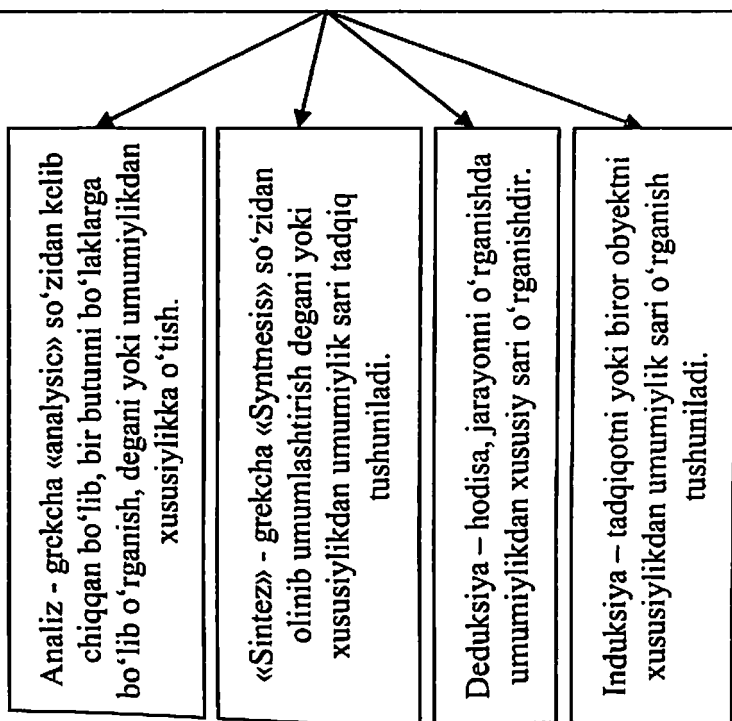 Analiz - grckcha «analysic» so‘zidan kclib
chiqqan bo‘lib, bir butunni bo‘laklarga
bo‘lib o‘rganish, degani yoki umumiylikdan
xususiylikka o‘tish.
«Sintez» - grekcha «Syntnesis» so‘zidan
olinib umumlashtirish degani yoki
xususiylikdan umumiylik sari tadqiq
tushuniladi.
Deduksiya – hodisa, jarayonni o‘rganishda
umumiylikdan xususiy sari o‘rganishdir.
Induksiya – tadqiqotni yoki biror obyektni
xususiylikdan umumiylik sari o‘rganish
tushuniladi.